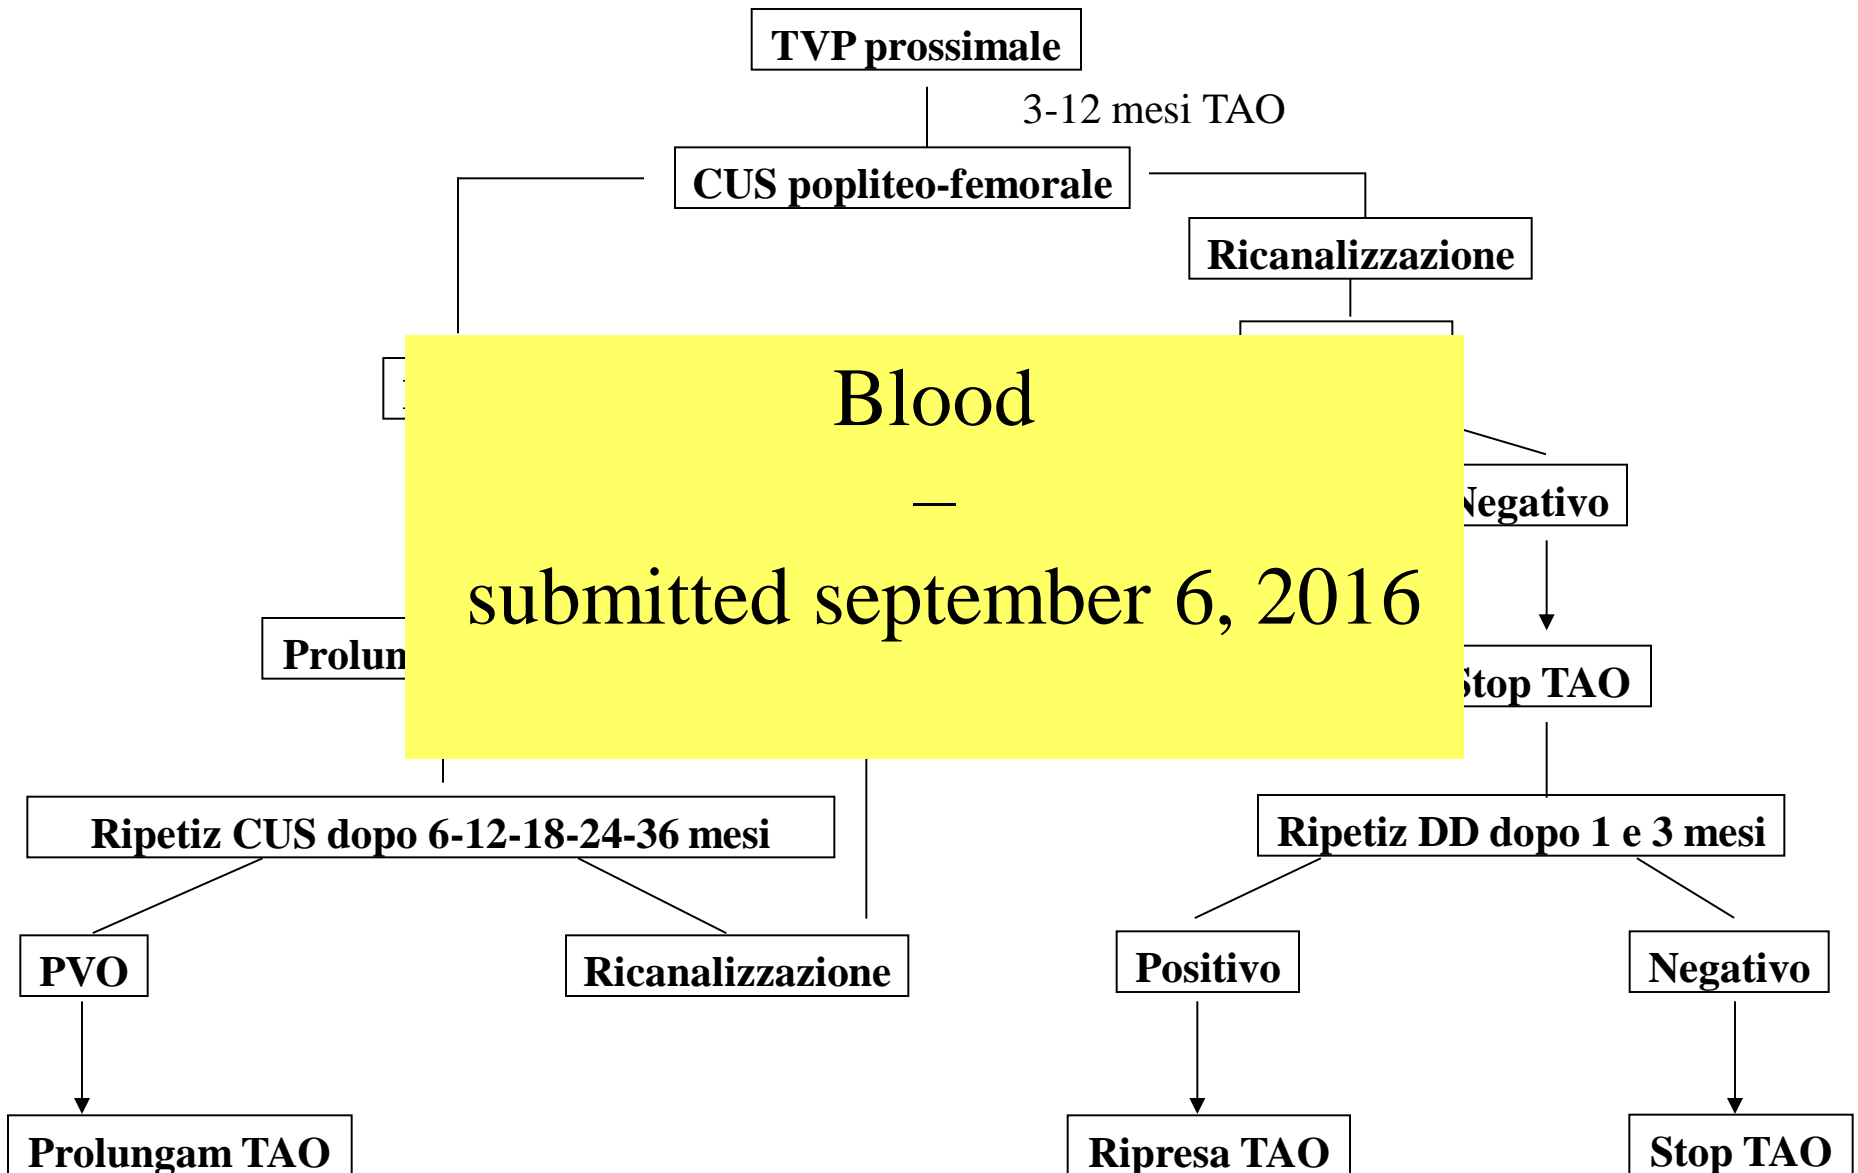 TVP prossimale
3-12 mesi TAO
CUS popliteo-femorale
Ricanalizzazione
Blood
–
submitted september 6, 2016
Negativo
Stop TAO
Ripetiz CUS dopo 6-12-18-24-36 mesi
Ripetiz DD dopo 1 e 3 mesi
PVO
Ricanalizzazione
Positivo
Negativo
Prolungam TAO
Ripresa TAO
Stop TAO